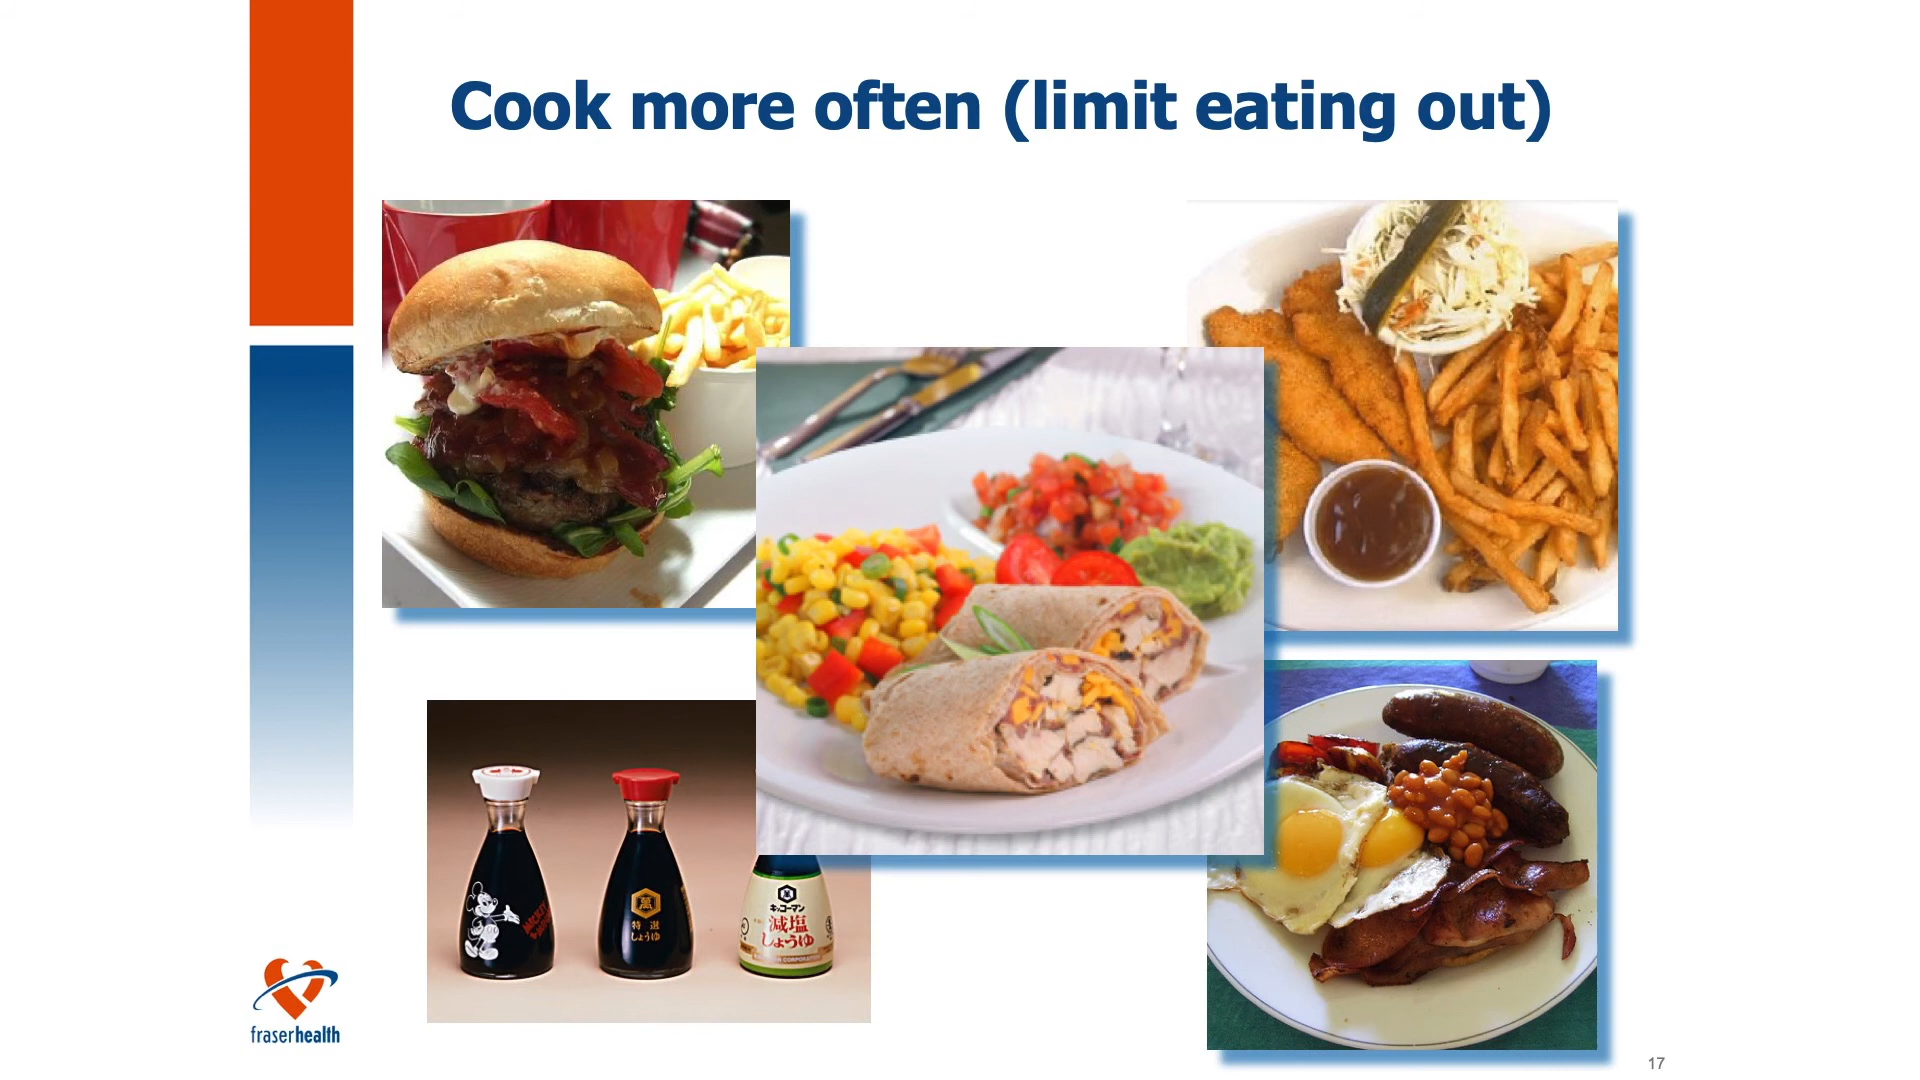 Cook more often (limit eating out)
特選
しょうゆ
キッコーマン
減塩
しょうゆ
fraserhealth
17